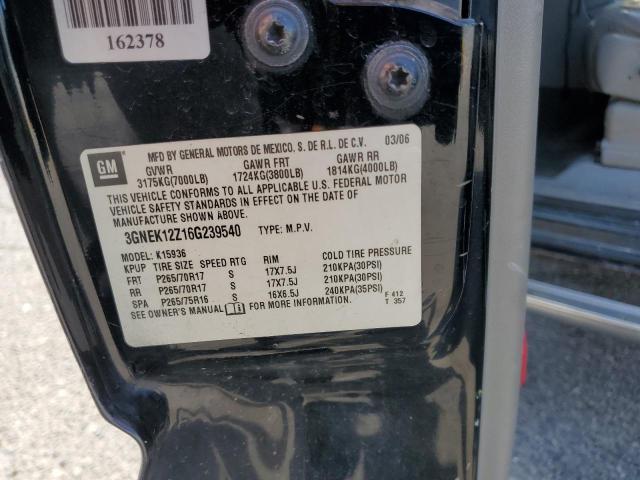 162378
GM
MFD BY GENERAL MOTORS DE MEXICO. S. DE R.L. DE C.V. 03/06
GVWR GAWR FRT GAWR RR
3175KG(7000LB) 1724KG(3800LB) 1814KG(4000LB)
THIS VEHICLE CONFORMS TO ALL APPLICABLE U.S. FEDERAL MOTOR
VEHICLE SAFETY STANDARDS IN EFFECT ON THE DATE OF
MANUFACTURE SHOWN ABOVE.
3GNEK12Z16G239540 TYPE: M.P.V.
MODEL: K15936
KPUP TIRE SIZE SPEED RTG RIM COLD TIRE PRESSURE
FRT P265/70R17 S 17X7.5J 210KPA(30PSI)
RR P265/70R17 S 17X7.5J 210KPA(30PSI)
SPA P265/75R16 S 16X6.5J 240KPA(35PSI)
SEE OWNER'S MANUAL FOR MORE INFORMATION.
F 412
T 357